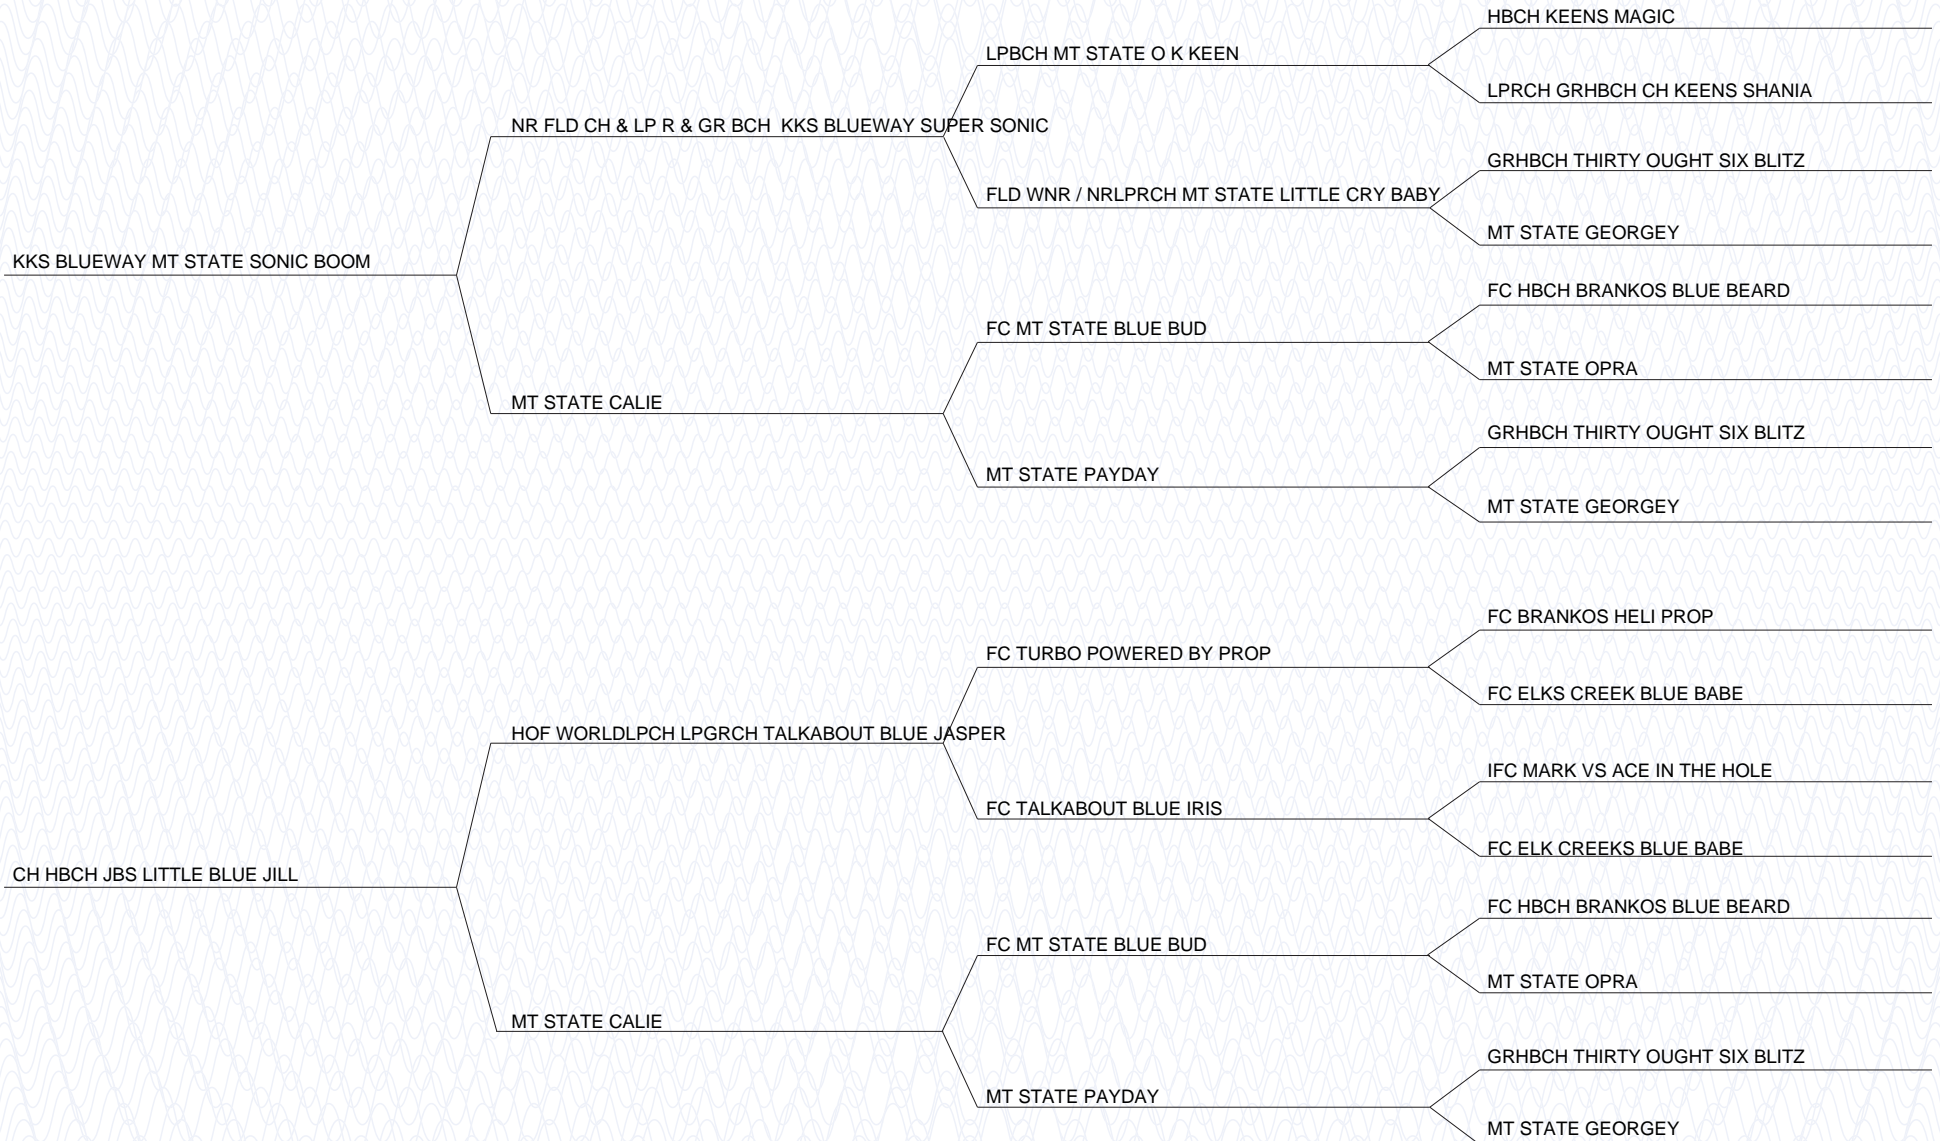 HBCH KEENS MAGIC
LPBCH MT STATE O K KEEN
LPRCH GRHBCH CH KEENS SHANIA
NR FLD CH & LP R & GR BCH  KKS BLUEWAY SUPER SONIC
GRHBCH THIRTY OUGHT SIX BLITZ
FLD WNR / NRLPRCH MT STATE LITTLE CRY BABY
MT STATE GEORGEY
KKS BLUEWAY MT STATE SONIC BOOM
FC HBCH BRANKOS BLUE BEARD
FC MT STATE BLUE BUD
MT STATE OPRA
MT STATE CALIE
GRHBCH THIRTY OUGHT SIX BLITZ
MT STATE PAYDAY
MT STATE GEORGEY
FC BRANKOS HELI PROP
FC TURBO POWERED BY PROP
FC ELKS CREEK BLUE BABE
HOF WORLDLPCH LPGRCH TALKABOUT BLUE JASPER
IFC MARK VS ACE IN THE HOLE
FC TALKABOUT BLUE IRIS
FC ELK CREEKS BLUE BABE
CH HBCH JBS LITTLE BLUE JILL
FC HBCH BRANKOS BLUE BEARD
FC MT STATE BLUE BUD
MT STATE OPRA
MT STATE CALIE
GRHBCH THIRTY OUGHT SIX BLITZ
MT STATE PAYDAY
MT STATE GEORGEY